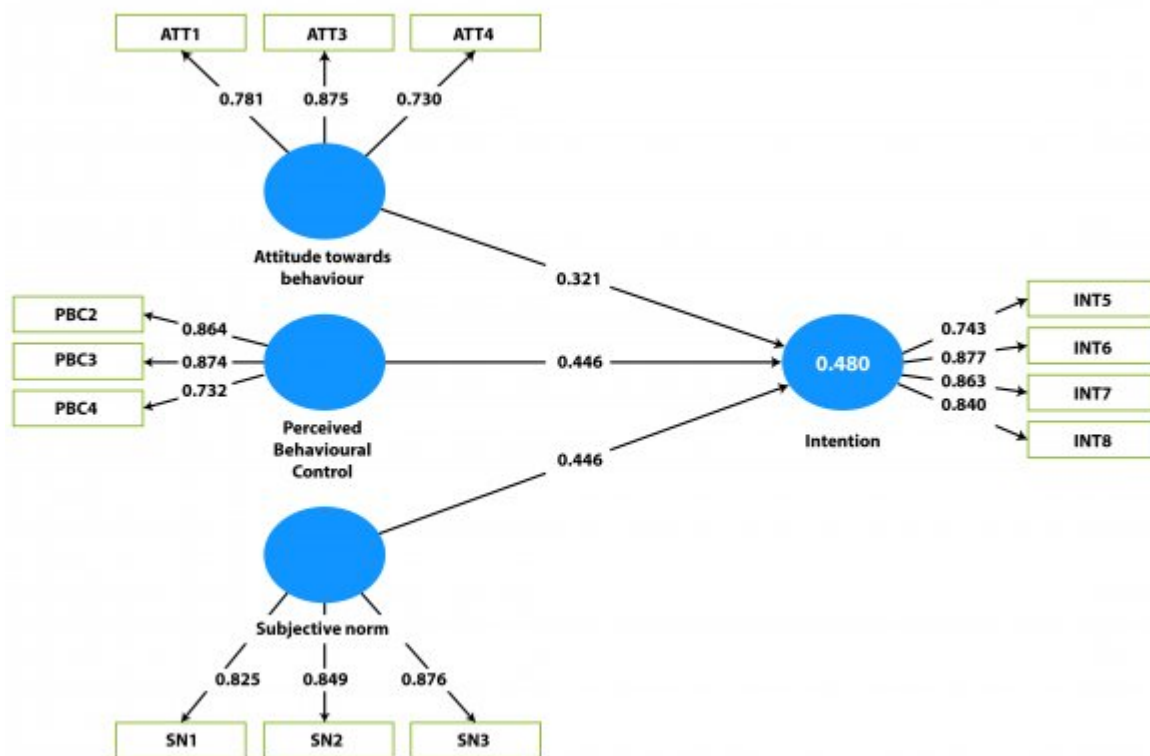 ATT1
ATT3
ATT4
0.781
0.875
0.730
Attitude towards
behaviour
0.321
PBC2
PBC3
PBC4
0.864
0.874
0.732
0.446
Perceived
Behavioural
Control
0.480
Intention
0.743
0.877
0.863
0.840
INT5
INT6
INT7
INT8
0.446
Subjective norm
0.825
0.849
0.876
SN1
SN2
SN3